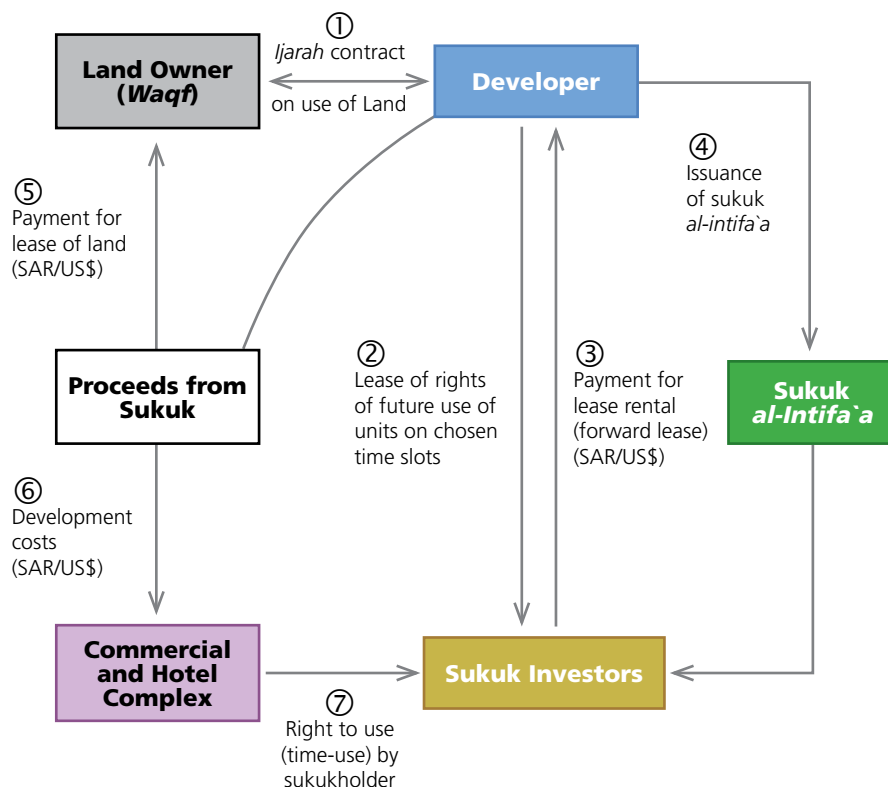 ①
Ijarah contract
on use of Land
Land Owner
(Waqf)
Developer
④
Issuance
of sukuk
al-intifa`a
⑤
Payment for
lease of land
(SAR/US$)
②
Lease of rights
of future use of
units on chosen
time slots
③
Payment for
lease rental
(forward lease)
(SAR/US$)
Proceeds from
Sukuk
Sukuk
al-Intifa`a
⑥
Development
costs
(SAR/US$)
Commercial
and Hotel
Complex
Sukuk Investors
⑦
Right to use
(time-use) by
sukukholder